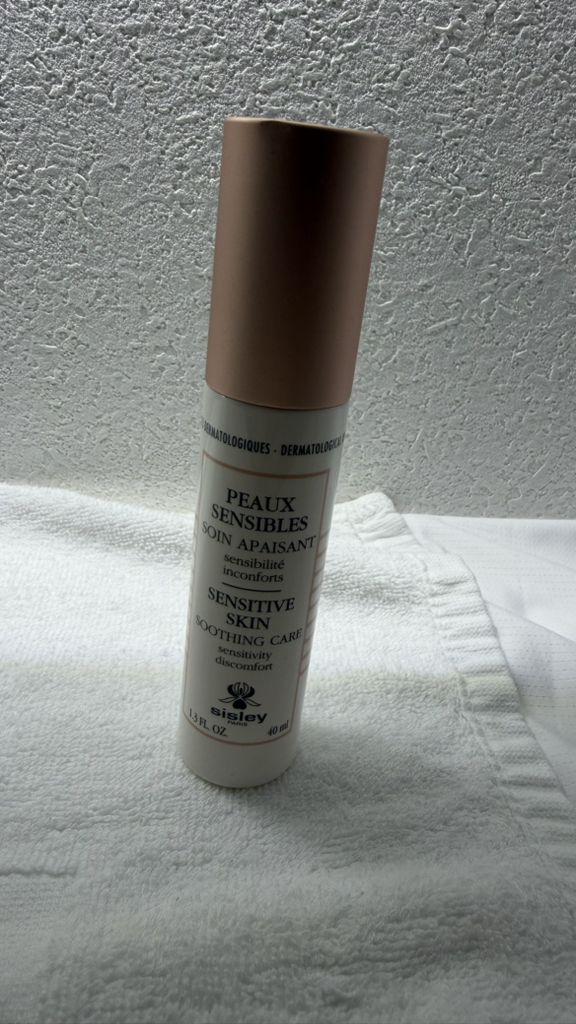 DERMATOLOGIQUES - DERMATOLOGICAL
PEAUX
SENSIBLES
SOIN APAISANT
sensibilité
inconforts
SENSITIVE
SKIN
SOOTHING CARE
sensitivity
discomfort
sisley
PARIS
1.3 FL. OZ. 40 ml